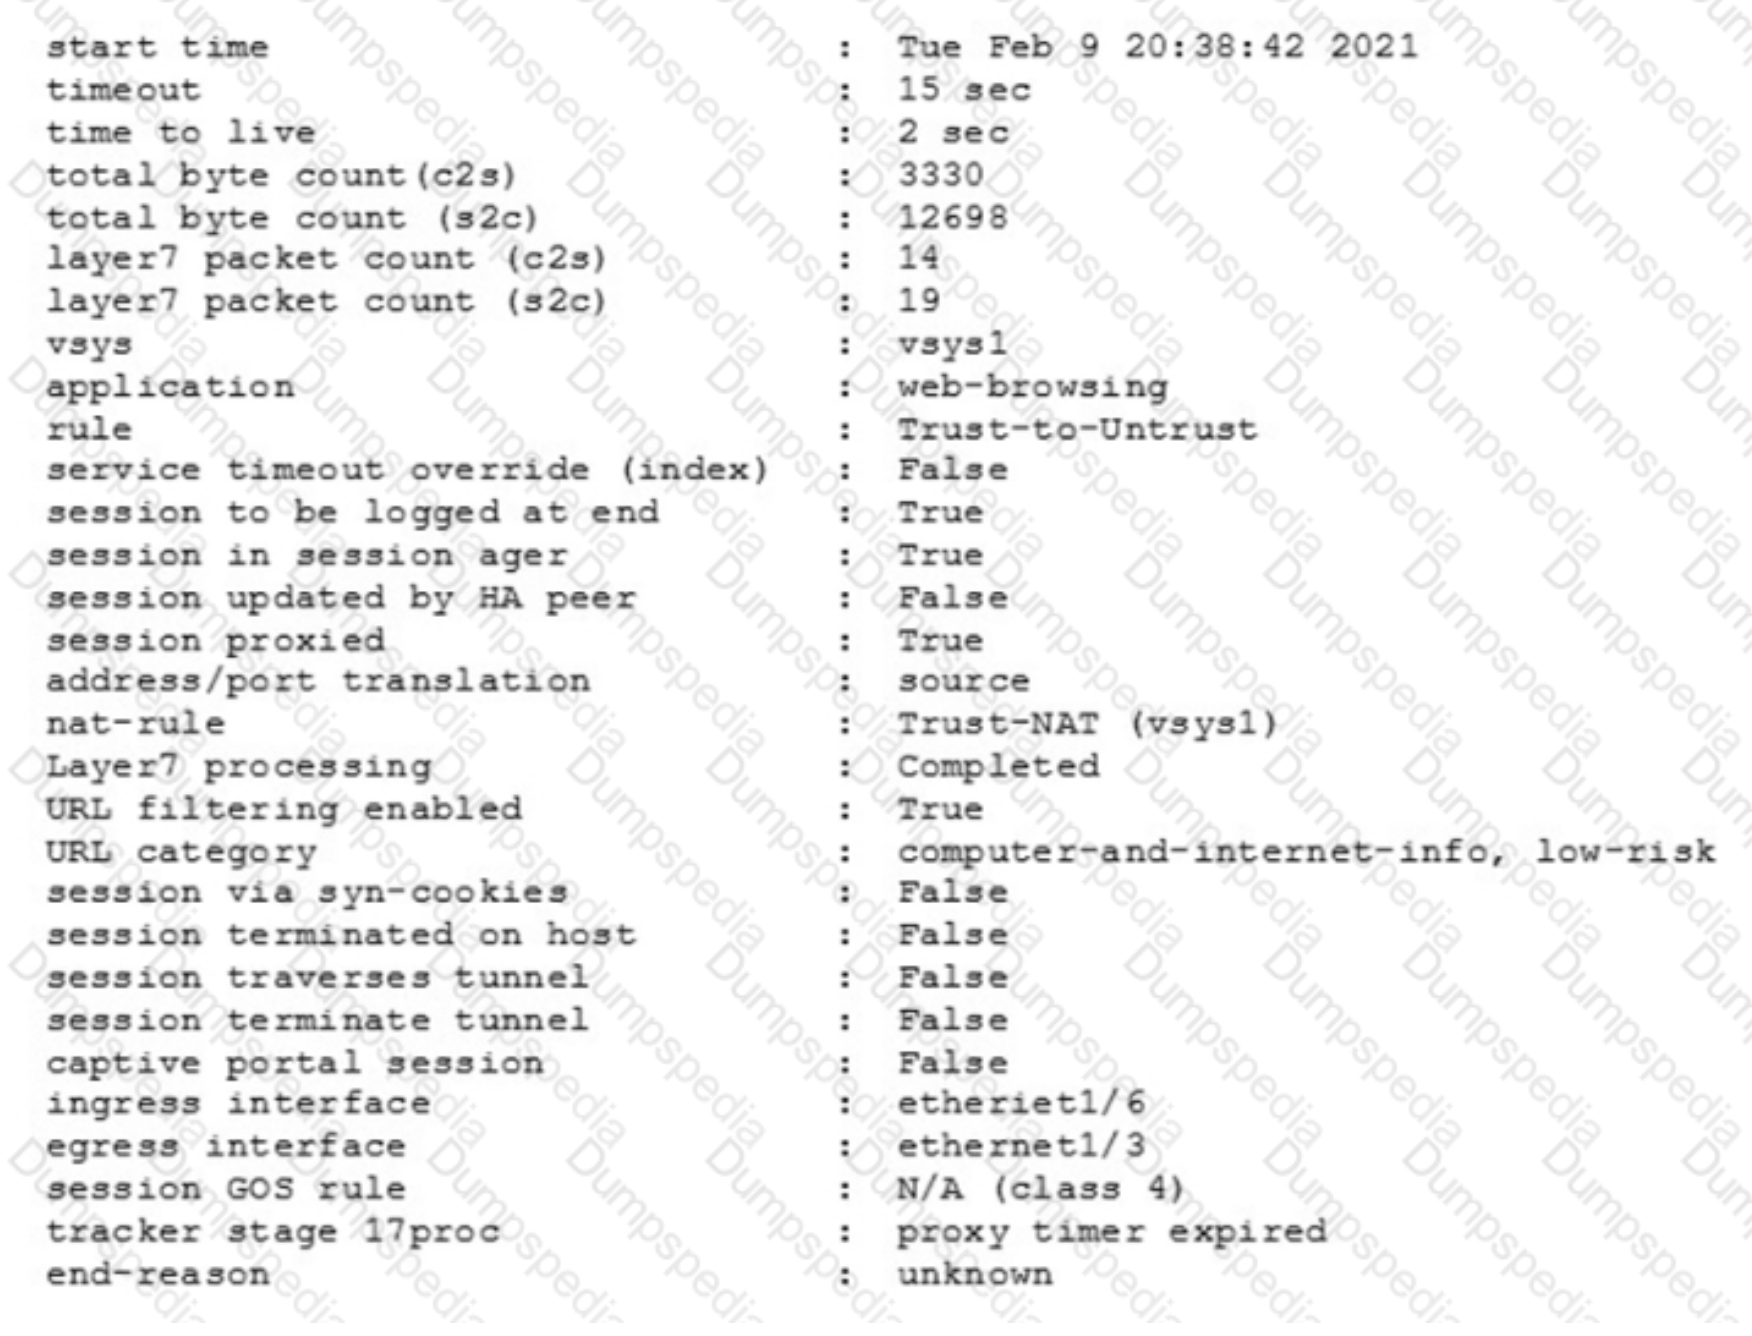 start time : Tue Feb 9 20:38:42 2021
timeout : 15 sec
time to live : 2 sec
total byte count(c2s) : 3330
total byte count (s2c) : 12698
layer7 packet count (c2s) : 14
layer7 packet count (s2c) : 19
vsys : vsys1
application : web-browsing
rule : Trust-to-Untrust
service timeout override (index) : False
session to be logged at end : True
session in session ager : True
session updated by HA peer : False
session proxied : True
address/port translation : source
nat-rule : Trust-NAT (vsys1)
Layer7 processing : Completed
URL filtering enabled : True
URL category : computer-and-internet-info, low-risk
session via syn-cookies : False
session terminated on host : False
session traverses tunnel : False
session terminate tunnel : False
captive portal session : False
ingress interface : etheriet1/6
egress interface : ethernet1/3
session GOS rule : N/A (class 4)
tracker stage 17proc : proxy timer expired
end-reason : unknown
Dumpspedia